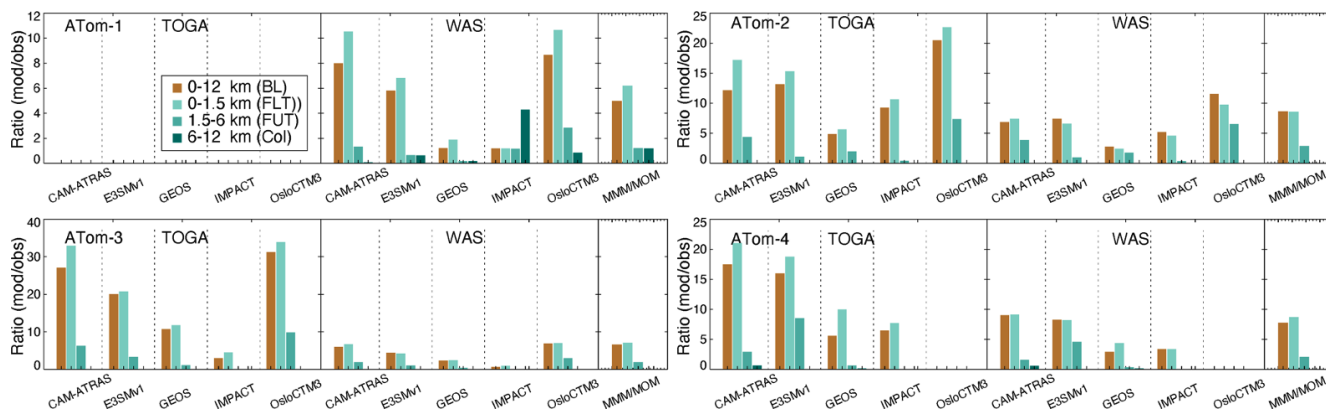 ATom-1 TOGA WAS
Ratio (mod/obs)
12
10
8
6
4
2
0
0-12 km (BL)
0-1.5 km (FLT))
1.5-6 km (FUT)
6-12 km (Col)
CAM-ATRAS E3SMv1 GEOS IMPACT OsloCTM3 CAM-ATRAS E3SMv1 GEOS IMPACT OsloCTM3 MMM/MOM
ATom-2 TOGA WAS
Ratio (mod/obs)
25
20
15
10
5
0
CAM-ATRAS E3SMv1 GEOS IMPACT OsloCTM3 CAM-ATRAS E3SMv1 GEOS IMPACT OsloCTM3 MMM/MOM
ATom-3 TOGA WAS
Ratio (mod/obs)
40
30
20
10
0
CAM-ATRAS E3SMv1 GEOS IMPACT OsloCTM3 CAM-ATRAS E3SMv1 GEOS IMPACT OsloCTM3 MMM/MOM
ATom-4 TOGA WAS
Ratio (mod/obs)
25
20
15
10
5
0
CAM-ATRAS E3SMv1 GEOS IMPACT OsloCTM3 CAM-ATRAS E3SMv1 GEOS IMPACT OsloCTM3 MMM/MOM